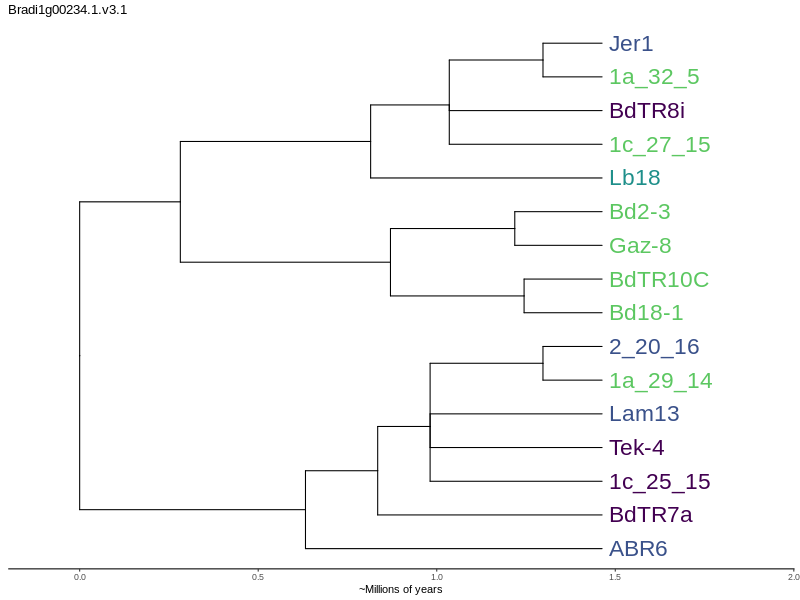 Bradi1g00234.1.v3.1
Jer1
1a_32_5
BdTR8i
1c_27_15
Lb18
Bd2-3
Gaz-8
BdTR10C
Bd18-1
2_20_16
1a_29_14
Lam13
Tek-4
1c_25_15
BdTR7a
ABR6
0.0 0.5 1.0 1.5 2.0
~Millions of years